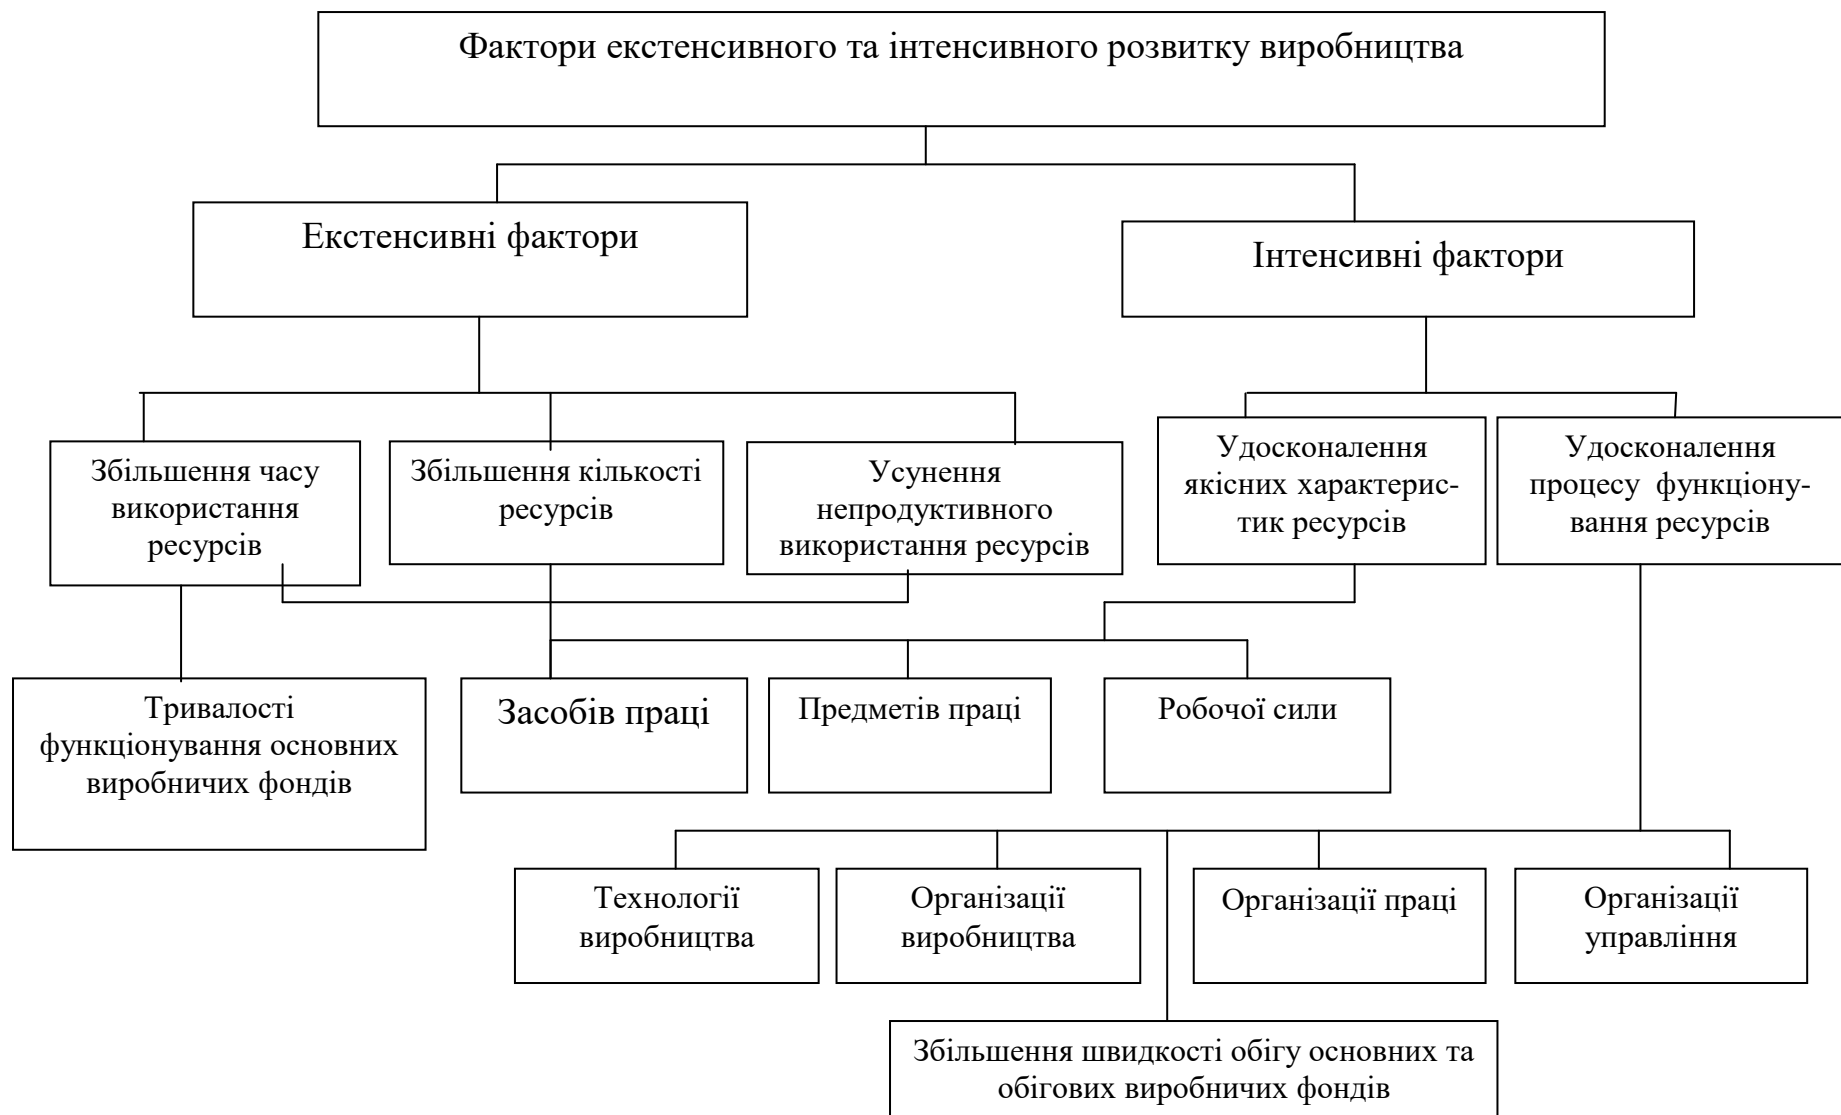 Фактори екстенсивного та інтенсивного розвитку виробництва
Екстенсивні фактори
Інтенсивні фактори
Збільшення часу
використання
ресурсів
Збільшення кількості
ресурсів
Усунення
непродуктивного
використання ресурсів
Удосконалення
якісних характерис-
тик ресурсів
Удосконалення
процесу функціону-
вання ресурсів
Тривалості
функціонування основних
виробничих фондів
Засобів праці
Предметів праці
Робочої сили
Технології
виробництва
Організації
виробництва
Організації праці
Організації
управління
Збільшення швидкості обігу основних та
обігових виробничих фондів